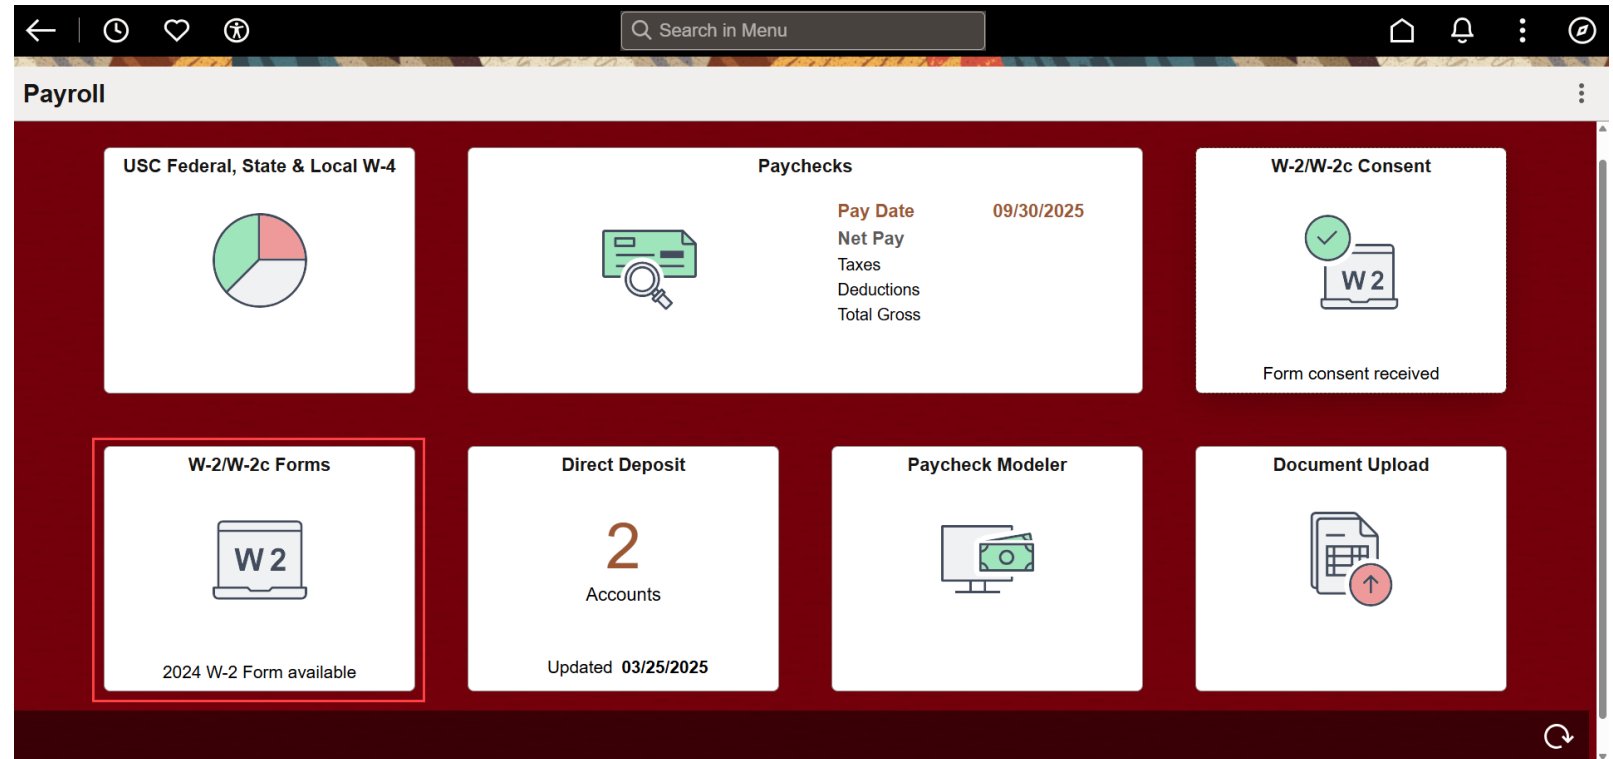 Search in Menu
Payroll
USC Federal, State & Local W-4
Paychecks
Pay Date 09/30/2025
Net Pay
Taxes
Deductions
Total Gross
W-2/W-2c Consent
W 2
Form consent received
W-2/W-2c Forms
W 2
2024 W-2 Form available
Direct Deposit
2
Accounts
Updated 03/25/2025
Paycheck Modeler
Document Upload